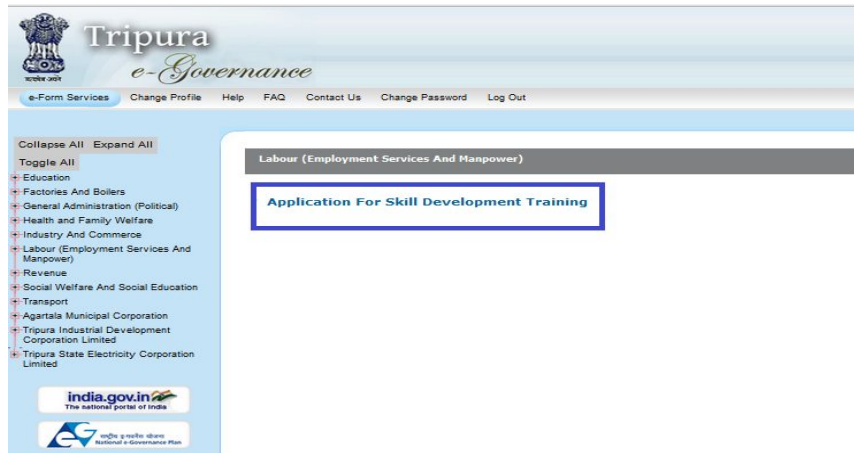 Tripura
e-Governance
सत्यमेव जयते
e-Form Services Change Profile Help FAQ Contact Us Change Password Log Out
Collapse All Expand All
Toggle All
Education
Factories And Boilers
General Administration (Political)
Health and Family Welfare
Industry And Commerce
Labour (Employment Services And
Manpower)
Revenue
Social Welfare And Social Education
Transport
Agartala Municipal Corporation
Tripura Industrial Development
Corporation Limited
Tripura State Electricity Corporation
Limited
Labour (Employment Services And Manpower)
Application For Skill Development Training
india.gov.in
The national portal of India
National e-Governance Plan